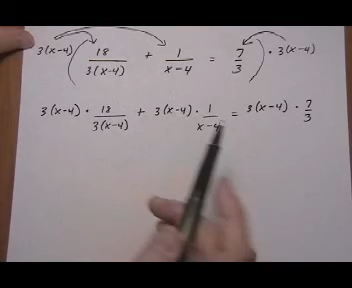 3(x-4) ( 18/3(x-4) + 1/x-4 = 7/3 ) · 3(x-4)
3(x-4) · 18/3(x-4) + 3(x-4) · 1/x-4 = 3(x-4) · 7/3